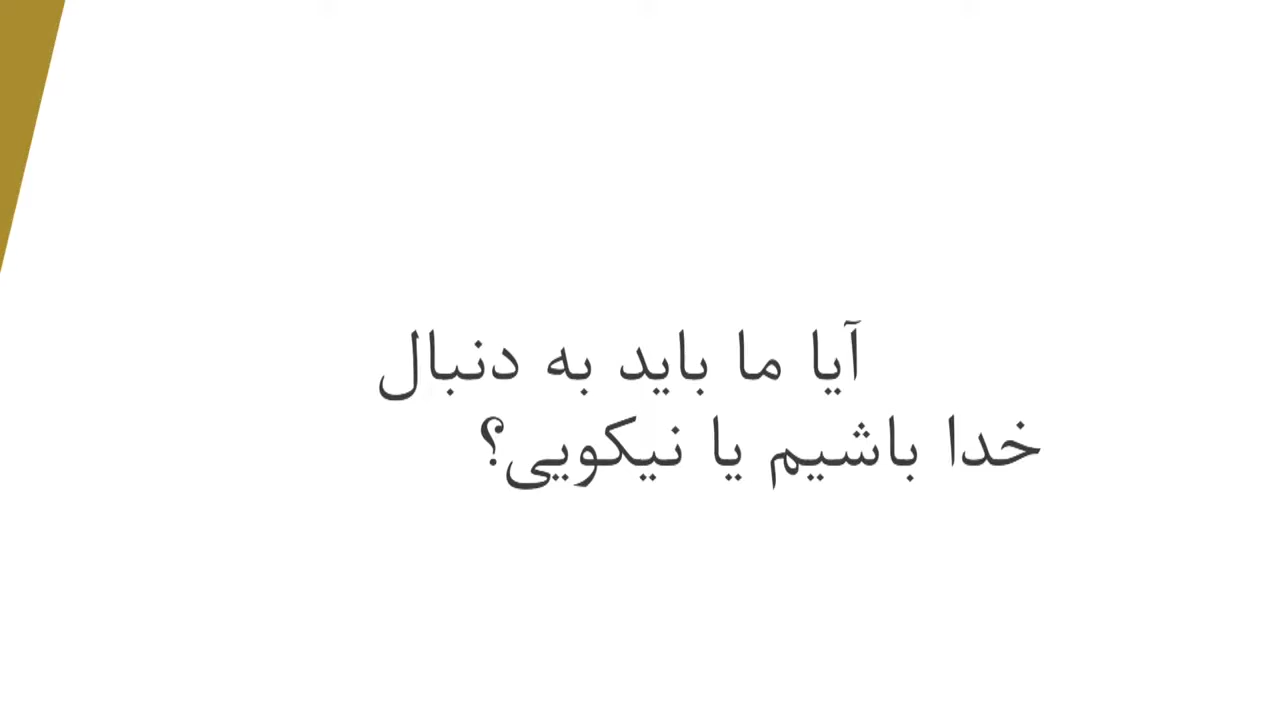 آیا ما باید به دنبال
خدا باشیم یا نیکویی؟